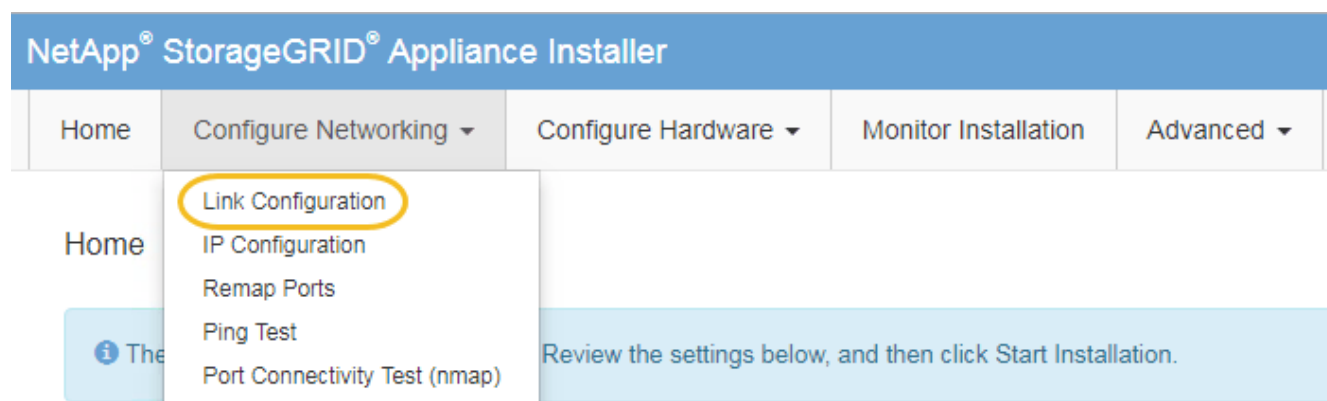 NetApp® StorageGRID® Appliance Installer
Home Configure Networking Configure Hardware Monitor Installation Advanced
Link Configuration
Home
IP Configuration
Remap Ports
Ping Test
The Review the settings below, and then click Start Installation.
Port Connectivity Test (nmap)